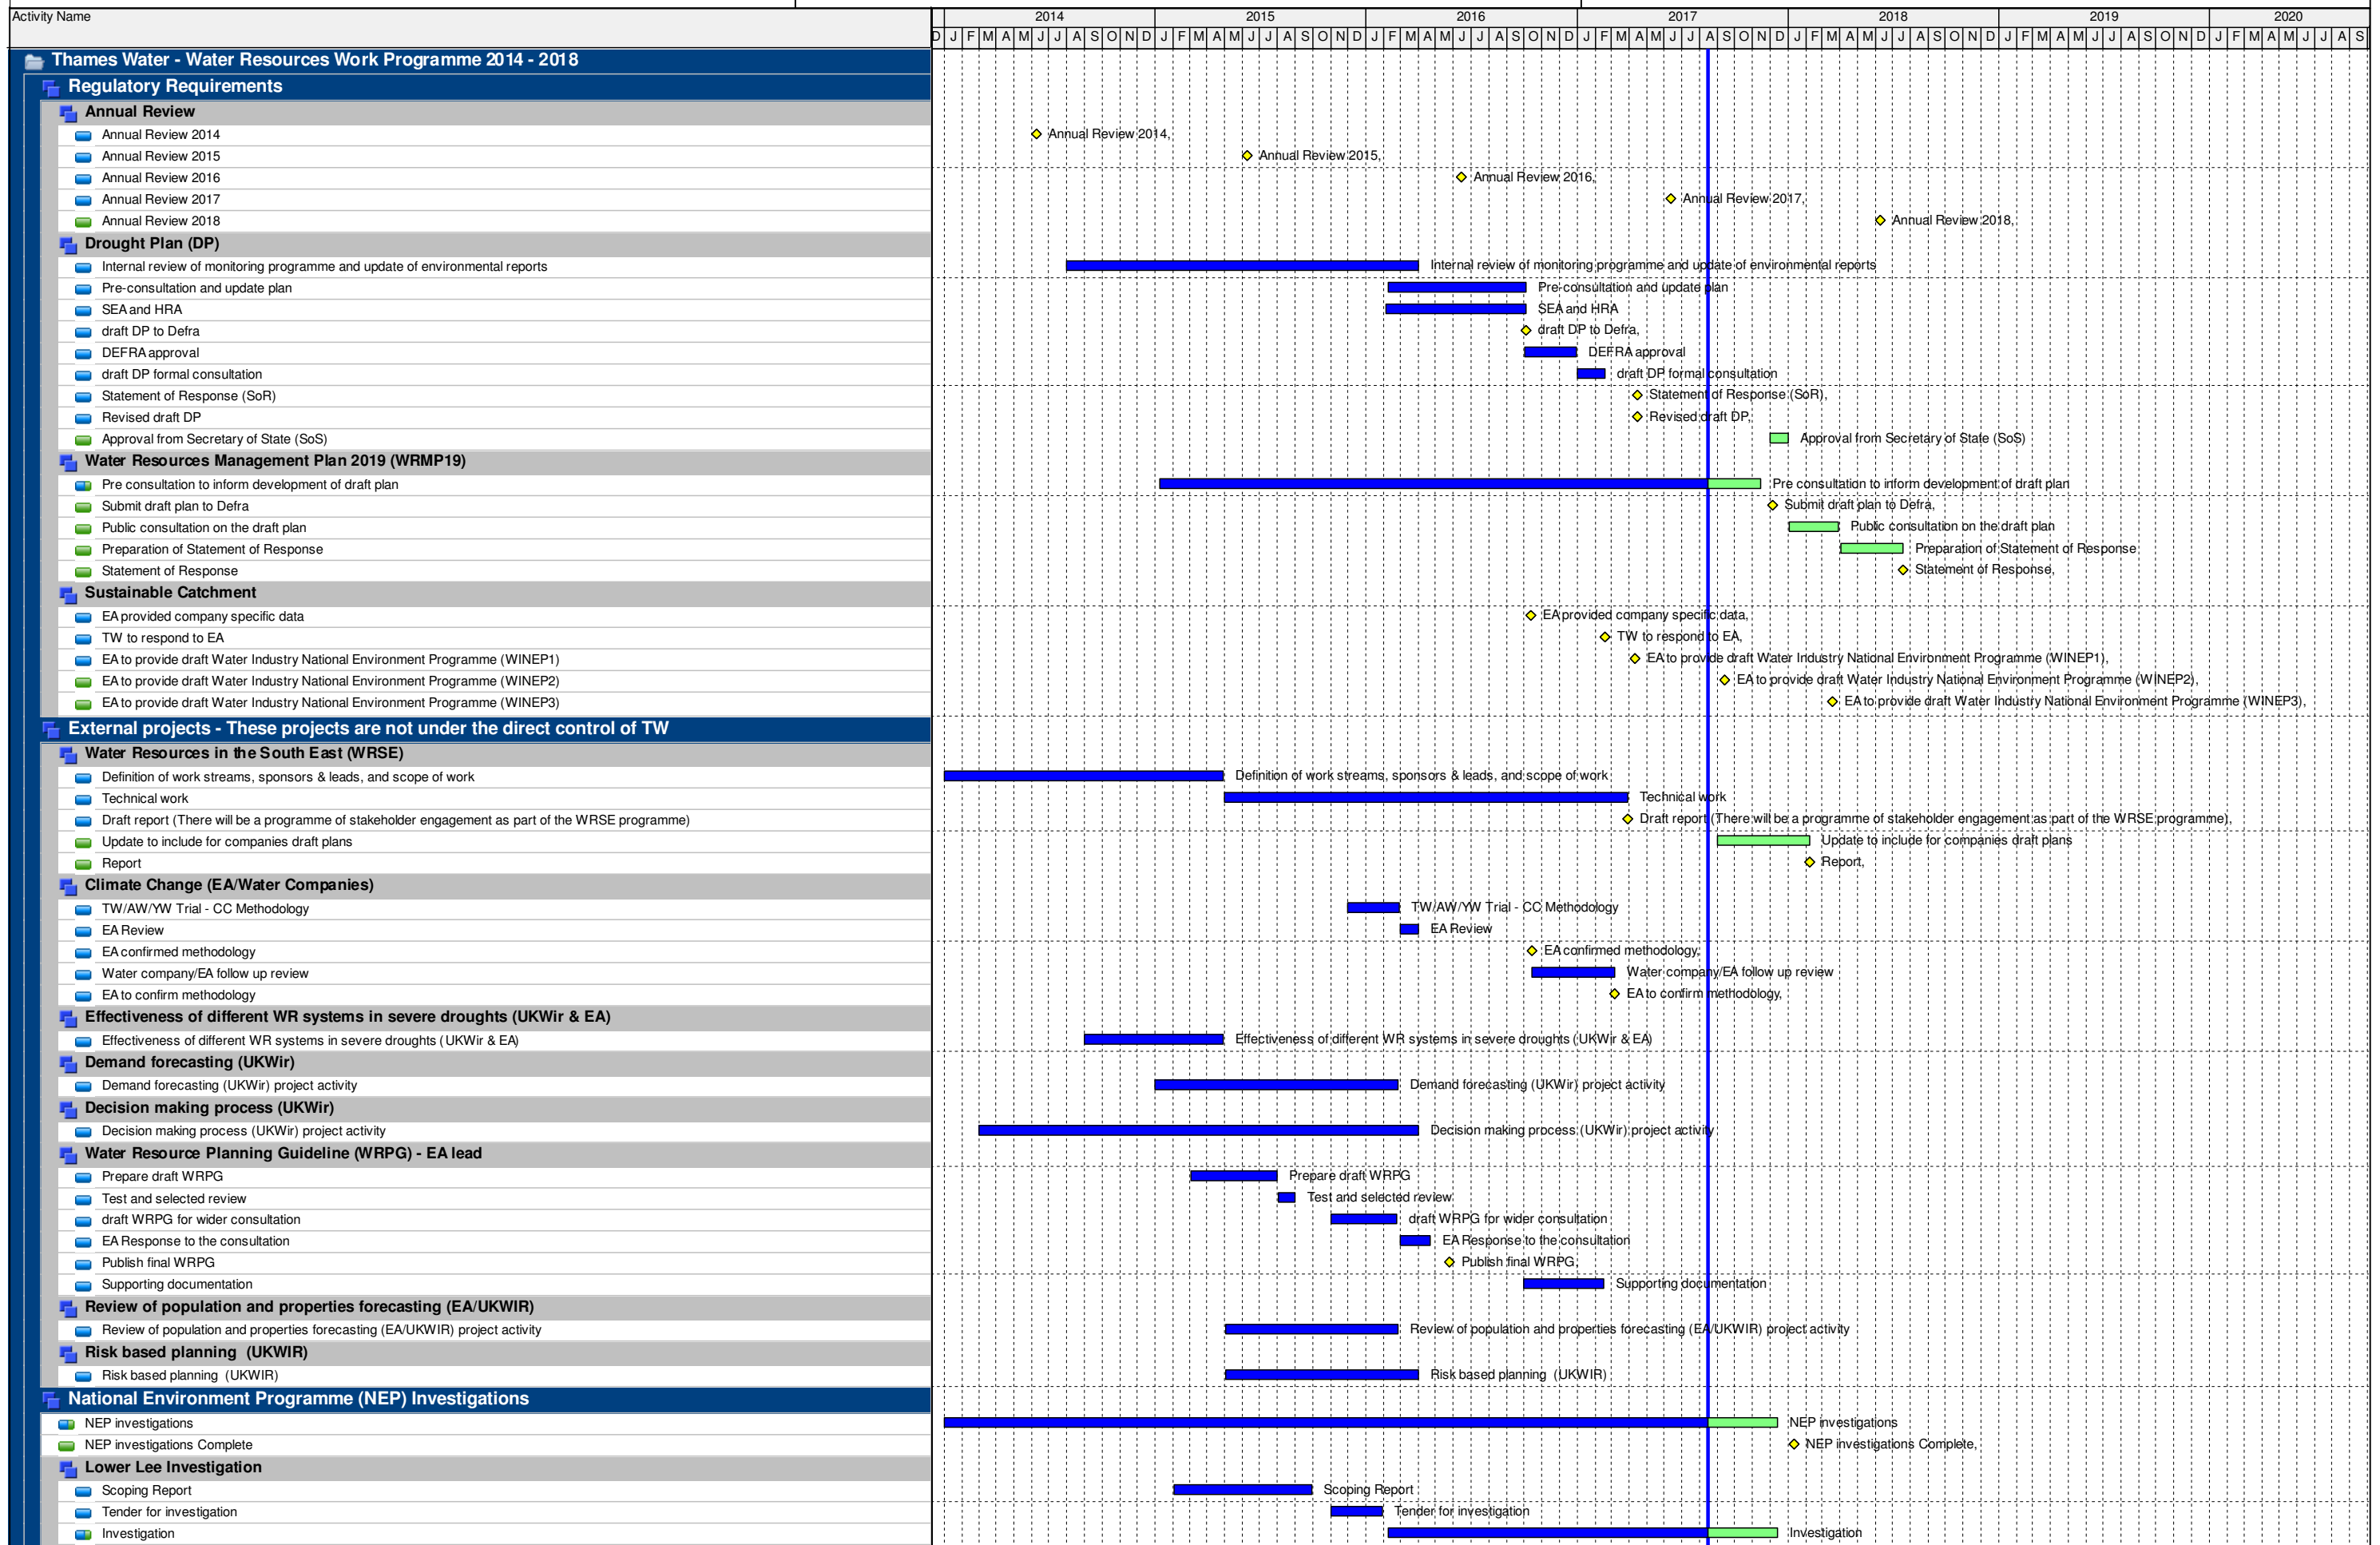 Activity Name
2014 2015 2016 2017 2018 2019 2020
D J F M A M J J A S O N D J F M A M J J A S O N D J F M A M J J A S O N D J F M A M J J A S O N D J F M A M J J A S O N D J F M A M J J A S O N D J F M A M J J A S
Thames Water - Water Resources Work Programme 2014 - 2018
Regulatory Requirements
Annual Review
Annual Review 2014 Annual Review 2014,
Annual Review 2015 Annual Review 2015,
Annual Review 2016 Annual Review 2016,
Annual Review 2017 Annual Review 2017,
Annual Review 2018 Annual Review 2018,
Drought Plan (DP)
Internal review of monitoring programme and update of environmental reports Internal review of monitoring programme and update of environmental reports
Pre-consultation and update plan Pre-consultation and update plan
SEA and HRA SEA and HRA
draft DP to Defra draft DP to Defra,
DEFRA approval DEFRA approval
draft DP formal consultation draft DP formal consultation
Statement of Response (SoR) Statement of Response (SoR),
Revised draft DP Revised draft DP,
Approval from Secretary of State (SoS) Approval from Secretary of State (SoS)
Water Resources Management Plan 2019 (WRMP19)
Pre consultation to inform development of draft plan Pre consultation to inform development of draft plan
Submit draft plan to Defra Submit draft plan to Defra,
Public consultation on the draft plan Public consultation on the draft plan
Preparation of Statement of Response Preparation of Statement of Response
Statement of Response Statement of Response,
Sustainable Catchment
EA provided company specific data EA provided company specific data,
TW to respond to EA TW to respond to EA,
EA to provide draft Water Industry National Environment Programme (WINEP1) EA to provide draft Water Industry National Environment Programme (WINEP1),
EA to provide draft Water Industry National Environment Programme (WINEP2) EA to provide draft Water Industry National Environment Programme (WINEP2),
EA to provide draft Water Industry National Environment Programme (WINEP3) EA to provide draft Water Industry National Environment Programme (WINEP3),
External projects - These projects are not under the direct control of TW
Water Resources in the South East (WRSE)
Definition of work streams, sponsors & leads, and scope of work Definition of work streams, sponsors & leads, and scope of work
Technical work Technical work
Draft report (There will be a programme of stakeholder engagement as part of the WRSE programme) Draft report (There will be a programme of stakeholder engagement as part of the WRSE programme),
Update to include for companies draft plans Update to include for companies draft plans
Report Report,
Climate Change (EA/Water Companies)
TW/AW/YW Trial - CC Methodology TW/AW/YW Trial - CC Methodology
EA Review EA Review
EA confirmed methodology EA confirmed methodology,
Water company/EA follow up review Water company/EA follow up review
EA to confirm methodology EA to confirm methodology,
Effectiveness of different WR systems in severe droughts (UKWir & EA)
Effectiveness of different WR systems in severe droughts (UKWir & EA) Effectiveness of different WR systems in severe droughts (UKWir & EA)
Demand forecasting (UKWir)
Demand forecasting (UKWir) project activity Demand forecasting (UKWir) project activity
Decision making process (UKWir)
Decision making process (UKWir) project activity Decision making process (UKWir) project activity
Water Resource Planning Guideline (WRPG) - EA lead
Prepare draft WRPG Prepare draft WRPG
Test and selected review Test and selected review
draft WRPG for wider consultation draft WRPG for wider consultation
EA Response to the consultation EA Response to the consultation
Publish final WRPG Publish final WRPG,
Supporting documentation Supporting documentation
Review of population and properties forecasting (EA/UKWIR)
Review of population and properties forecasting (EA/UKWIR) project activity Review of population and properties forecasting (EA/UKWIR) project activity
Risk based planning (UKWIR)
Risk based planning (UKWIR) Risk based planning (UKWIR)
National Environment Programme (NEP) Investigations
NEP investigations NEP investigations
NEP investigations Complete NEP investigations Complete,
Lower Lee Investigation
Scoping Report Scoping Report
Tender for investigation Tender for investigation
Investigation Investigation